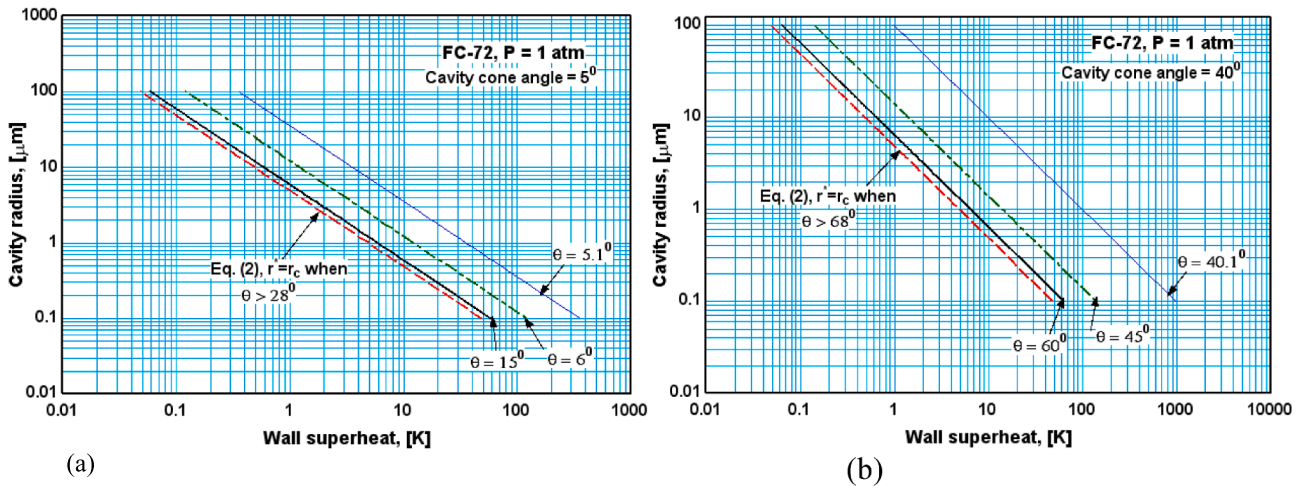 1000
100
10
1
0.1
0.01
Cavity radius, [μm]
FC-72, P = 1 atm
Cavity cone angle = 5⁰
Eq. (2), r*=r_c when
θ > 28⁰
θ = 5.1⁰
θ = 15⁰
θ = 6⁰
0.01 0.1 1 10 100 1000
Wall superheat, [K]
(a)
100
10
1
0.1
0.01
Cavity radius, [μm]
FC-72, P = 1 atm
Cavity cone angle = 40⁰
Eq. (2), r*=r_c when
θ > 68⁰
θ = 40.1⁰
θ = 60⁰
θ = 45⁰
0.01 0.1 1 10 100 1000 10000
Wall superheat, [K]
(b)